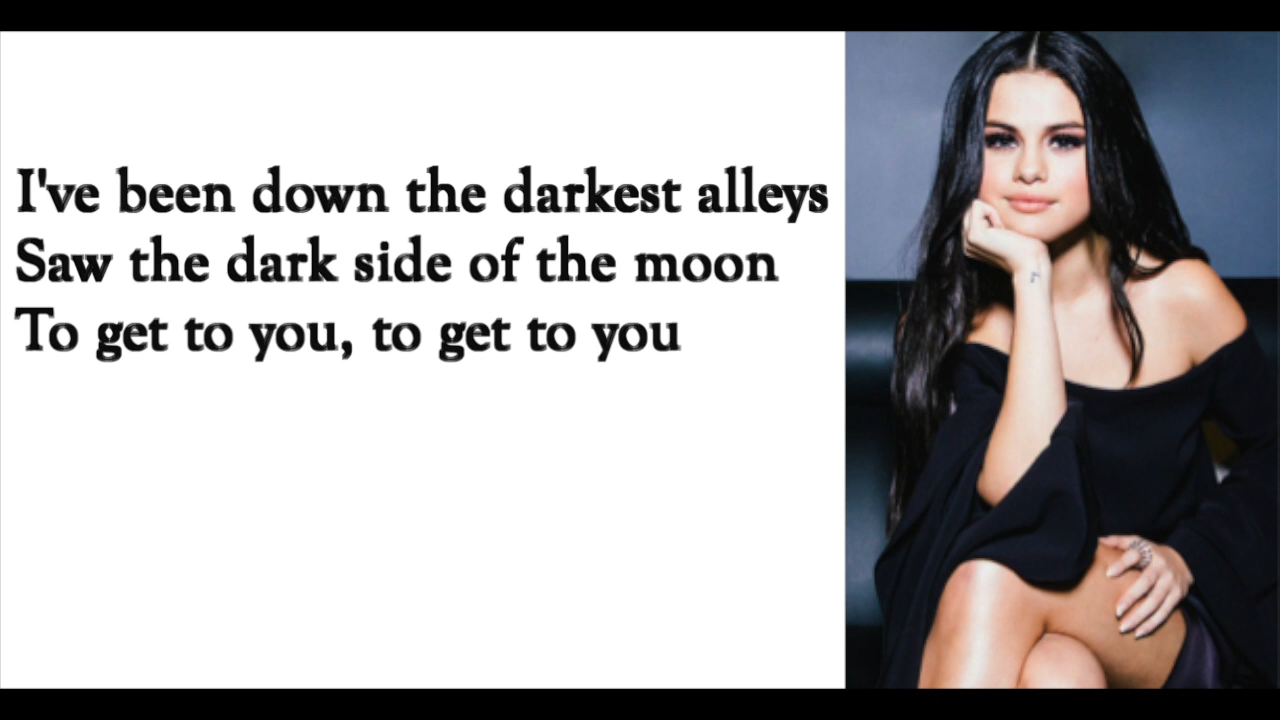 I've been down the darkest alleys
Saw the dark side of the moon
To get to you, to get to you